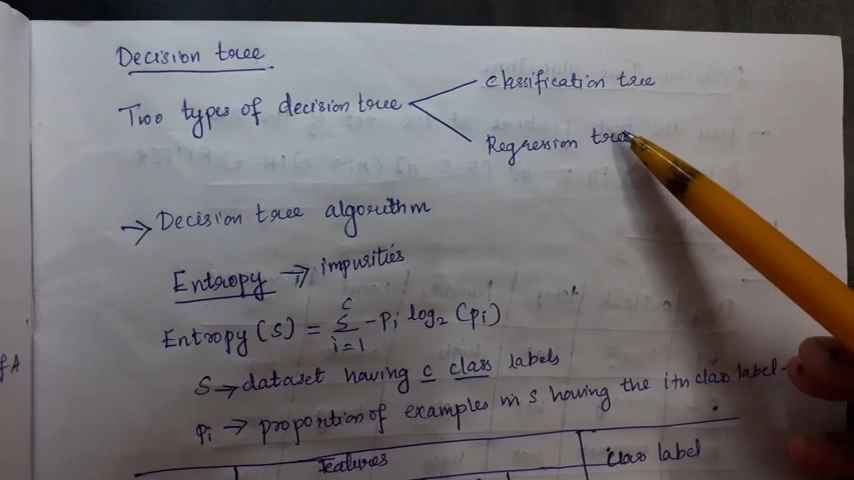 Decision tree
Two types of decision tree
Classification tree
Regression tree
→ Decision tree algorithm
Entropy → impurities
Entropy (S) = Σ i=1 c -Pi log2 (Pi)
S → dataset having c class labels
Pi → proportion of examples in S having the ith class label.
Features
class label